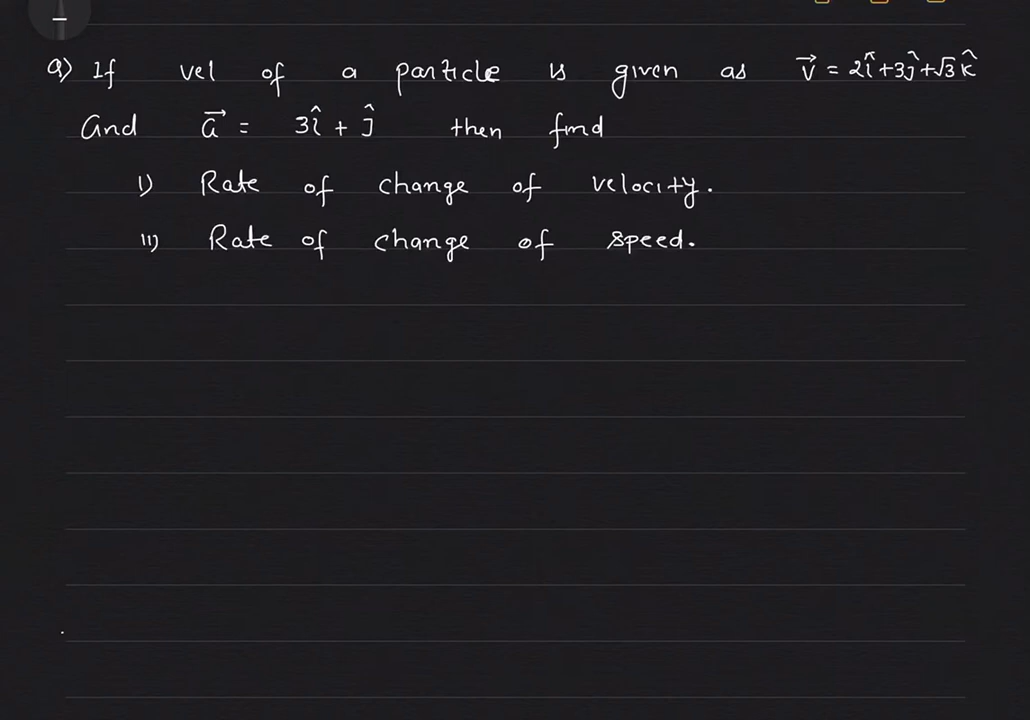 Q) If vel of a particle is given as v⃗ = 2î+3ĵ+√3 k̂
And a⃗ = 3î + ĵ then find
i) Rate of change of velocity.
ii) Rate of change of speed.